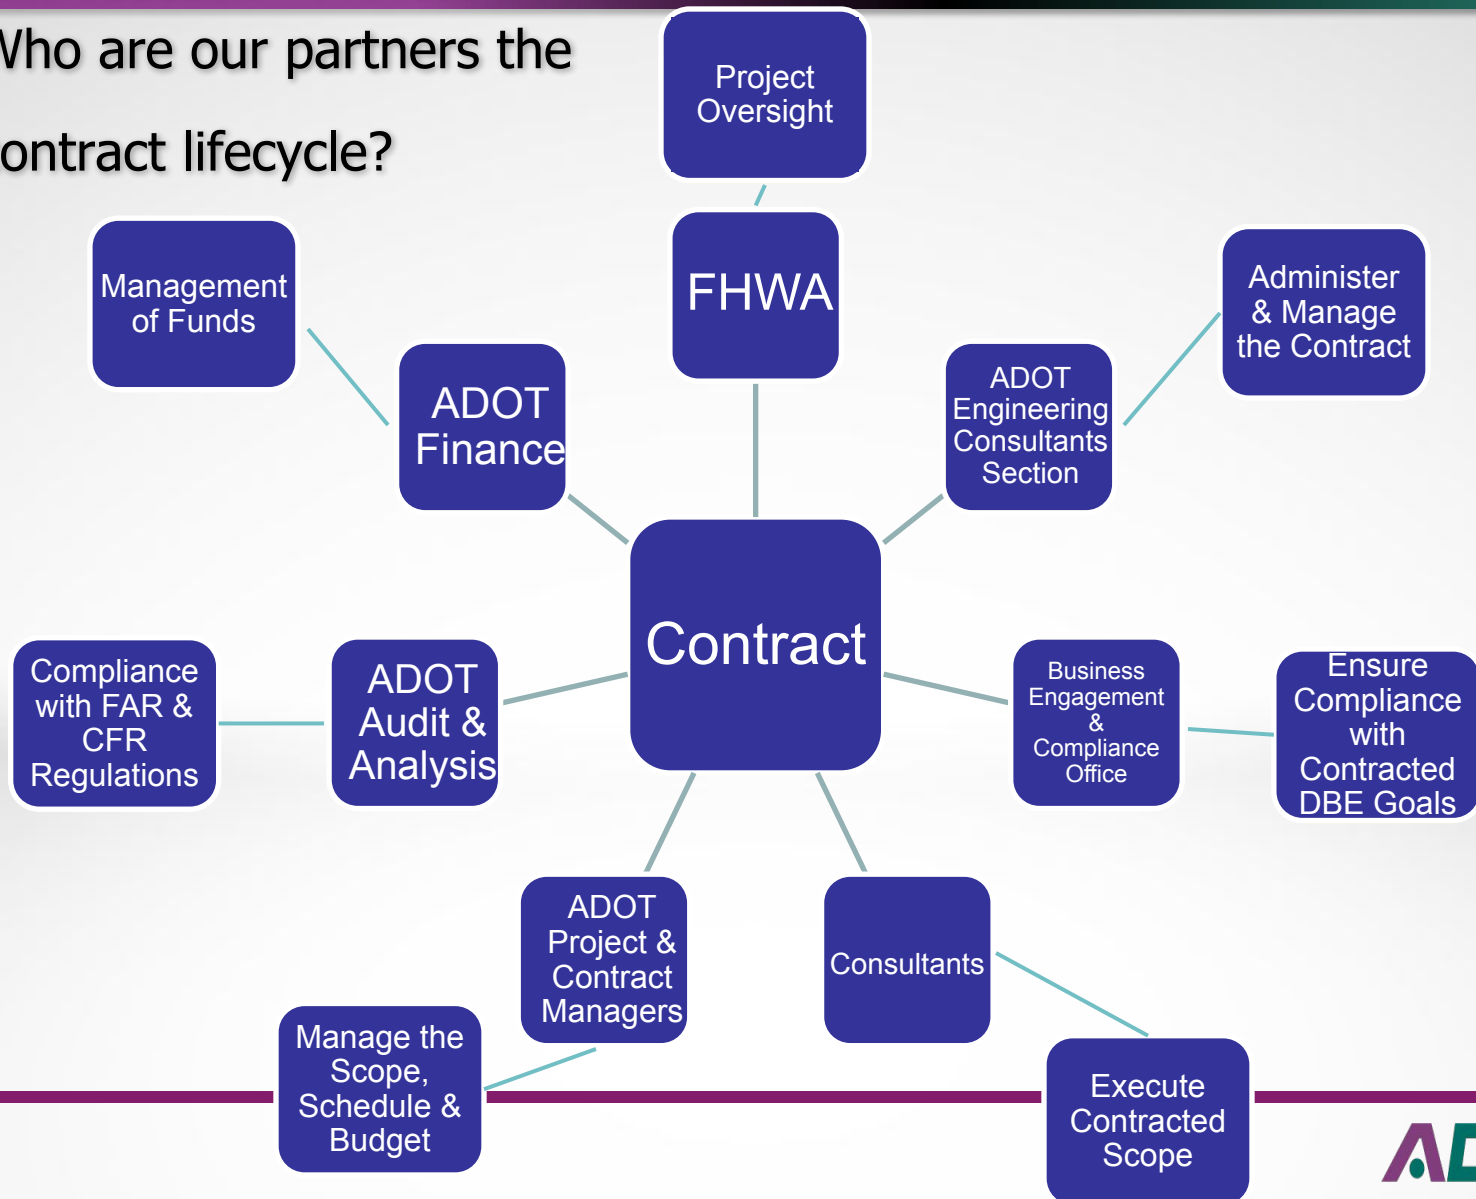 Who are our partners the
ontract lifecycle?
Project
Oversight
FHWA
Management
of Funds
ADOT
Finance
Administer
& Manage
the Contract
ADOT
Engineering
Consultants
Section
Contract
Compliance
with FAR &
CFR
Regulations
ADOT
Audit &
Analysis
Business
Engagement
&
Compliance
Office
Ensure
Compliance
with
Contracted
DBE Goals
ADOT
Project &
Contract
Managers
Consultants
Manage the
Scope,
Schedule &
Budget
Execute
Contracted
Scope
AD